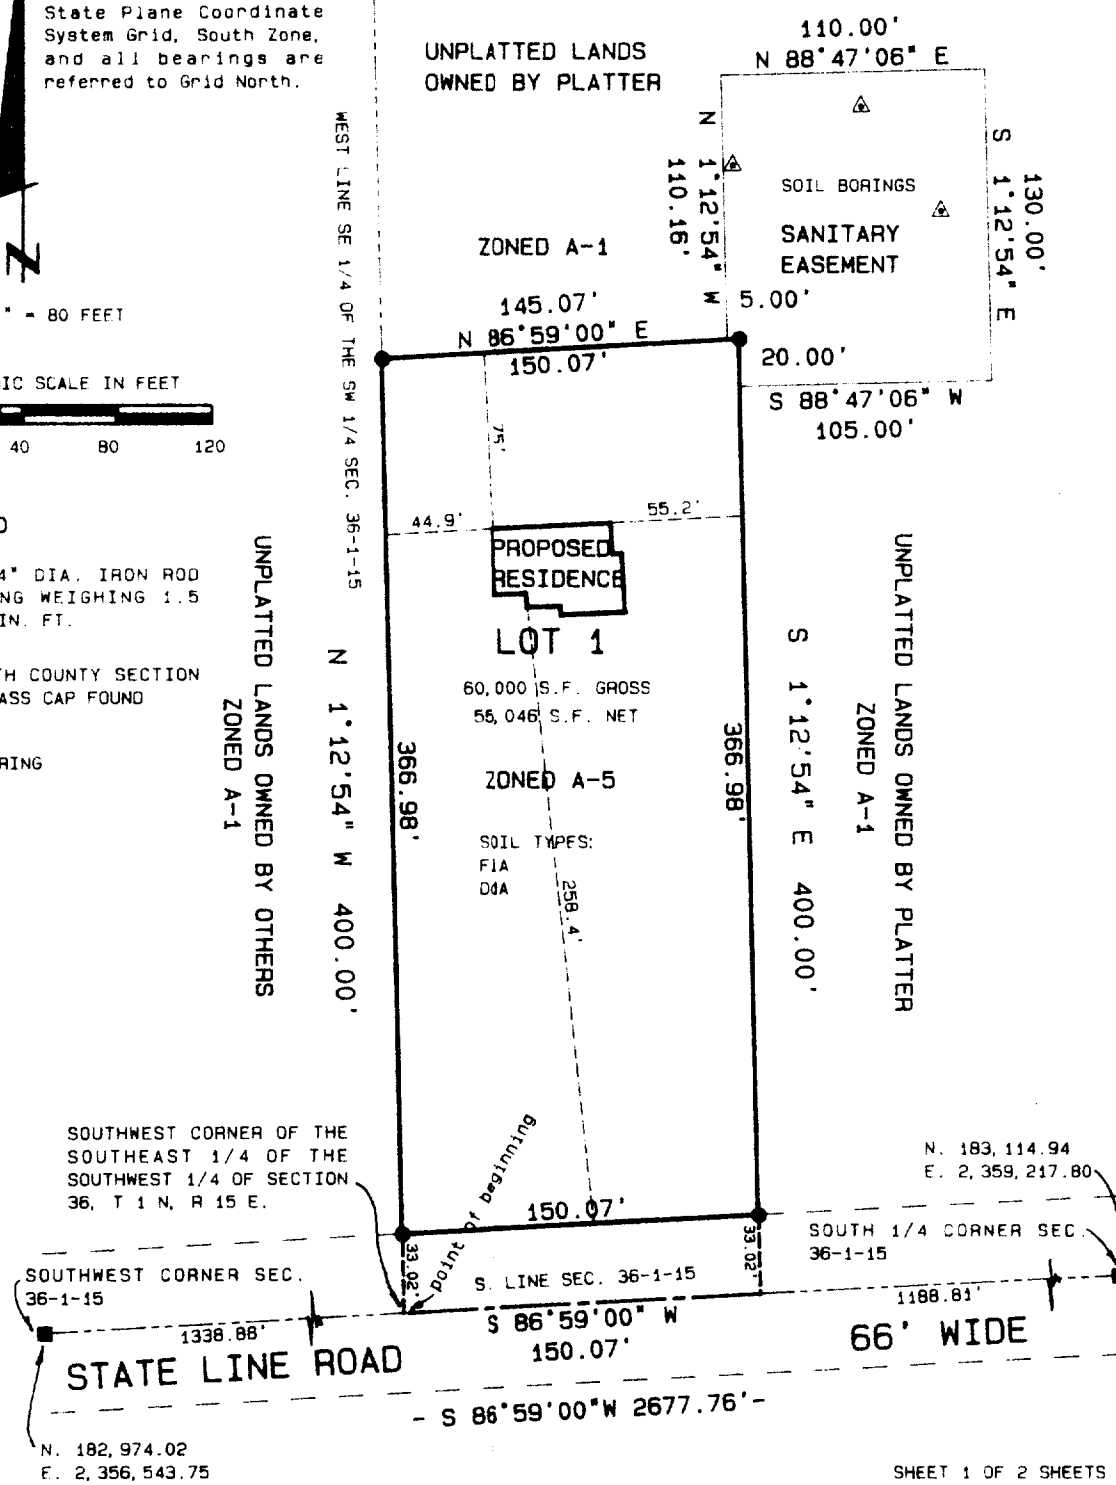 State Plane Coordinate
System Grid, South Zone,
and all bearings are
referred to Grid North.
UNPLATTED LANDS
OWNED BY PLATTER
110.00'
N 88°47'06" E
N 1°12'54" W
110.16'
S 1°12'54" E
130.00'
SOIL BORINGS
SANITARY
EASEMENT
WEST LINE SE 1/4 OF THE SW 1/4 SEC. 36-1-15
ZONED A-1
N
" = 80 FEET
145.07'
N 86°59'00" E
150.07'
5.00'
20.00'
S 88°47'06" W
105.00'
IC SCALE IN FEET
40 80 120
75'
44.9'
55.2'
PROPOSED
RESIDENCE
4" DIA. IRON ROD
NG WEIGHING 1.5
IN. FT.
TH COUNTY SECTION
ASS CAP FOUND
RING
UNPLATTED LANDS OWNED BY OTHERS
ZONED A-1
N 1°12'54" W 400.00'
366.98'
LOT 1
60,000 S.F. GROSS
55,046 S.F. NET
ZONED A-5
SOIL TYPES:
FIA
DdA
258.4'
366.98'
S 1°12'54" E 400.00'
UNPLATTED LANDS OWNED BY PLATTER
ZONED A-1
SOUTHWEST CORNER OF THE
SOUTHEAST 1/4 OF THE
SOUTHWEST 1/4 OF SECTION
36, T 1 N, R 15 E.
point of beginning
150.07'
33.02'
33.02'
N. 183,114.94
E. 2,359,217.80
SOUTH 1/4 CORNER SEC.
36-1-15
SOUTHWEST CORNER SEC.
36-1-15
S. LINE SEC. 36-1-15
1338.88'
S 86°59'00" W
150.07'
1188.81'
STATE LINE ROAD
66' WIDE
- S 86°59'00"W 2677.76'-
N. 182,974.02
E. 2,356,543.75
SHEET 1 OF 2 SHEETS